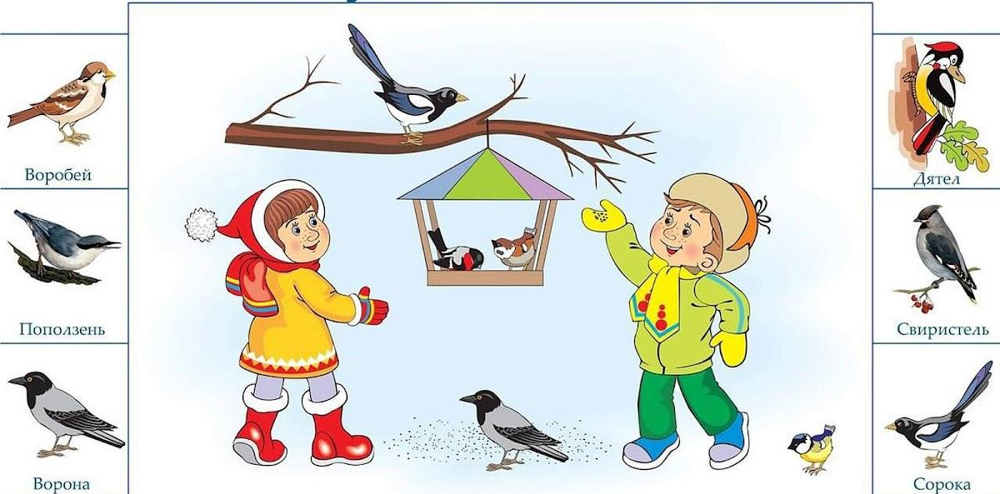 Воробей
Поползень
Ворона
Дятел
Свиристель
Сорока